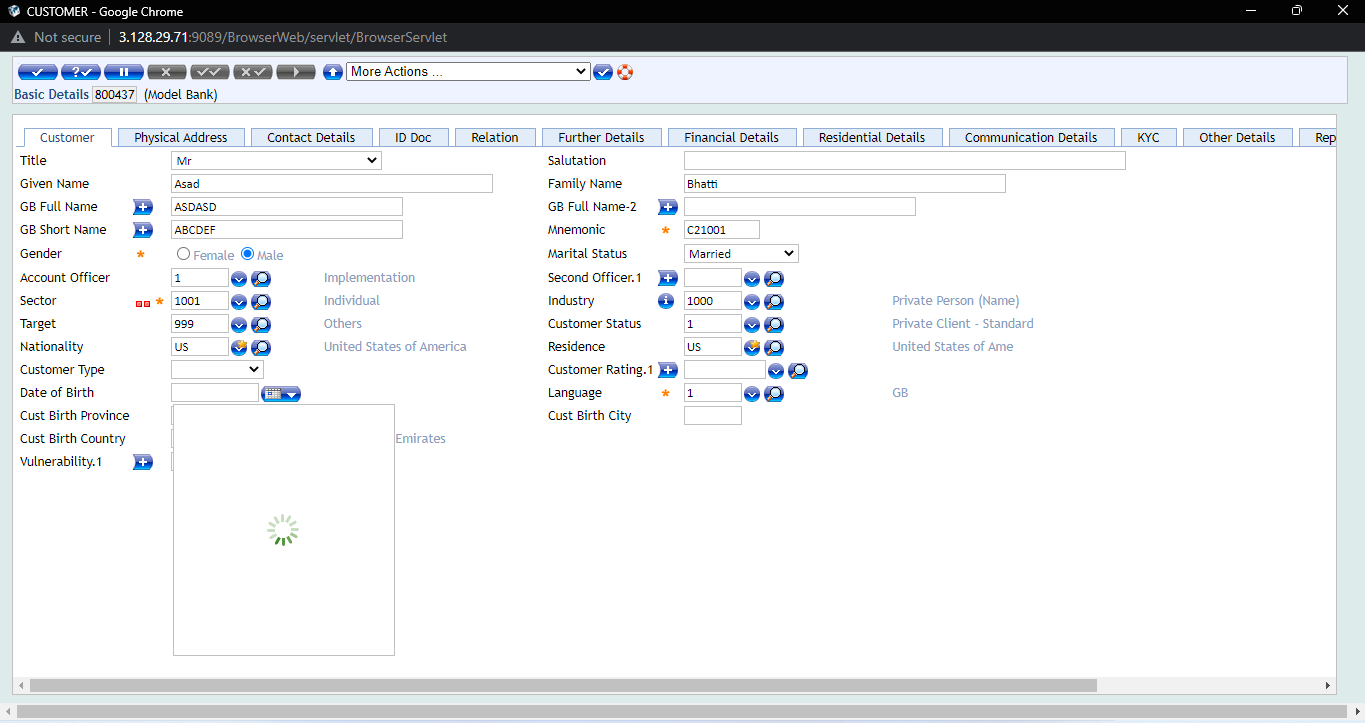 CUSTOMER - Google Chrome
Not secure 3.128.29.71:9089/BrowserWeb/servlet/BrowserServlet
More Actions ...
Basic Details 800437 (Model Bank)
Customer Physical Address Contact Details ID Doc Relation Further Details Financial Details Residential Details Communication Details KYC Other Details Rep
Title Mr Salutation
Given Name Asad Family Name Bhatti
GB Full Name ASDASD GB Full Name-2
GB Short Name ABCDEF Mnemonic * C21001
Gender * Female Male Marital Status Married
Account Officer 1 Implementation Second Officer.1
Sector * 1001 Individual Industry 1000 Private Person (Name)
Target 999 Others Customer Status 1 Private Client - Standard
Nationality US United States of America Residence US United States of Ame
Customer Type Customer Rating.1
Date of Birth Language * 1 GB
Cust Birth Province Cust Birth City
Cust Birth Country Emirates
Vulnerability.1